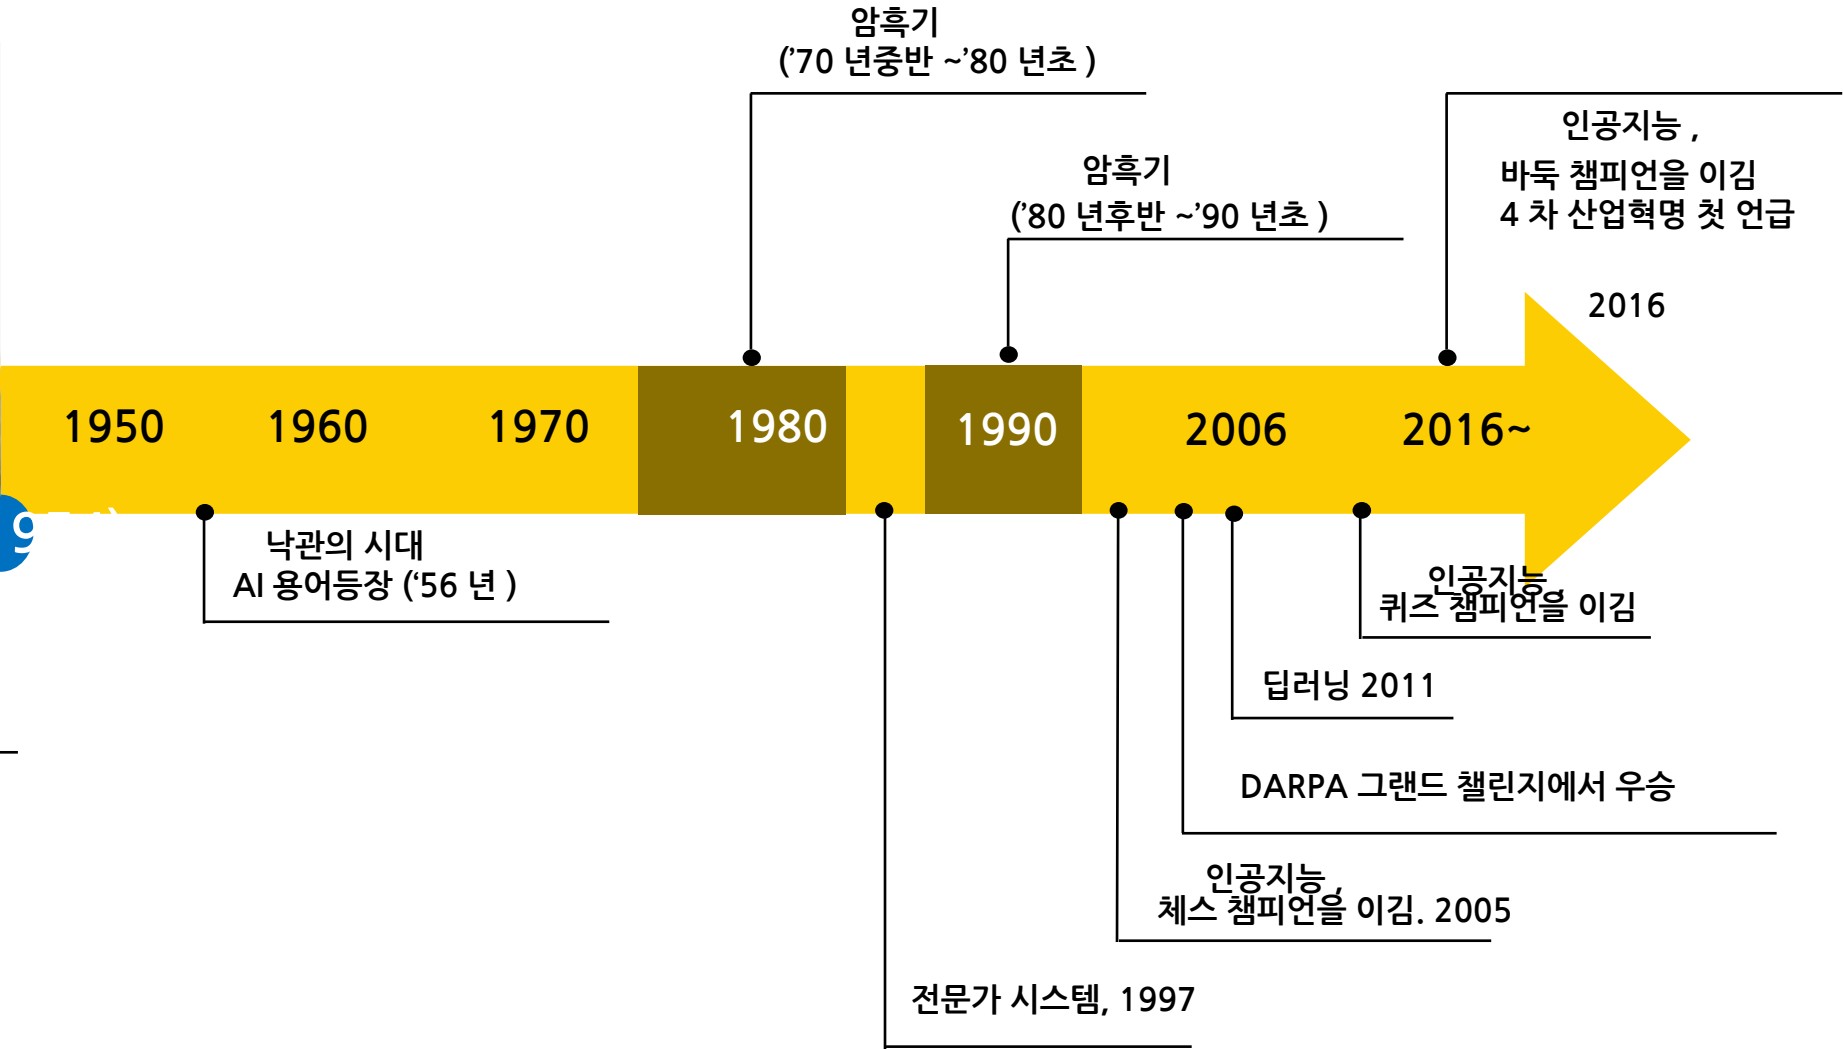 암흑기
('70 년중반 ~'80 년초 )
인공지능 ,
바둑 챔피언을 이김
4 차 산업혁명 첫 언급
암흑기
('80 년후반 ~'90 년초 )
2016
1950
1960
1970
1980
1990
2006
2016~
낙관의 시대
AI 용어등장 (‘56 년 )
인공지능 ,
퀴즈 챔피언을 이김
딥러닝 2011
DARPA 그랜드 챌린지에서 우승
인공지능 ,
체스 챔피언을 이김. 2005
전문가 시스템, 1997